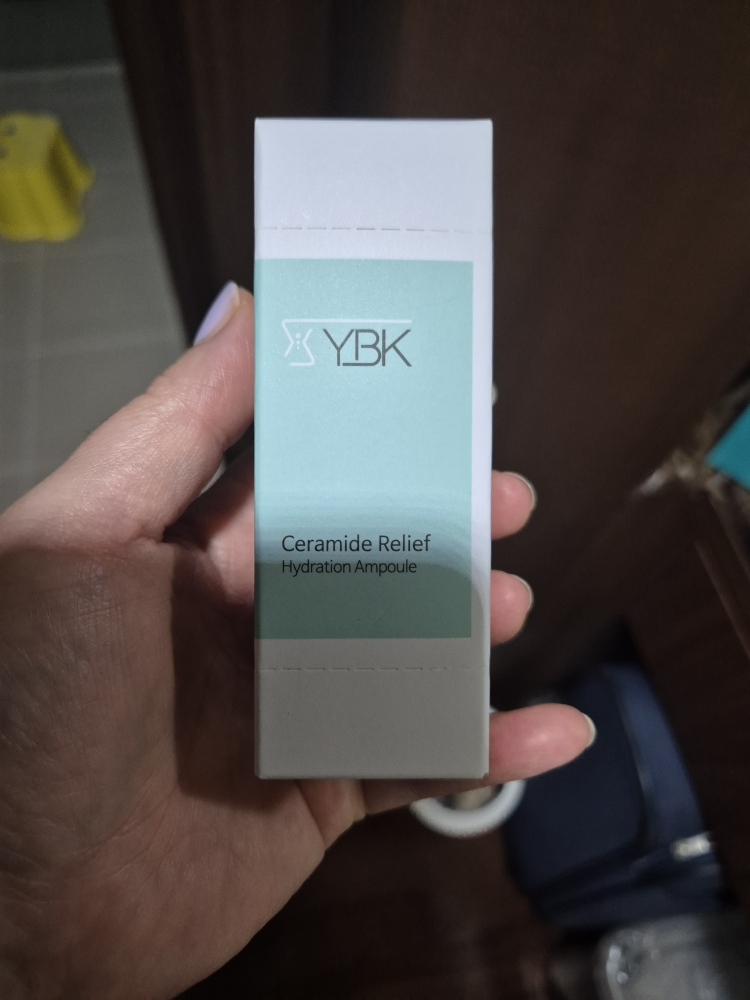 YBK
Ceramide Relief
Hydration Ampoule